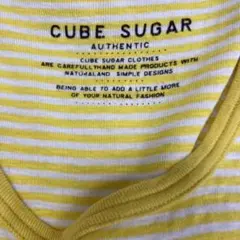 CUBE SUGAR
AUTHENTIC
CUBE SUGAR CLOTHES
ARE CAREFULLYHAND MADE PRODUCTS WITH
NATURALAND SIMPLE DESIGNS
BEING ABLE TO ADD A LITTLE MORE
OF YOUR NATURAL FASHION